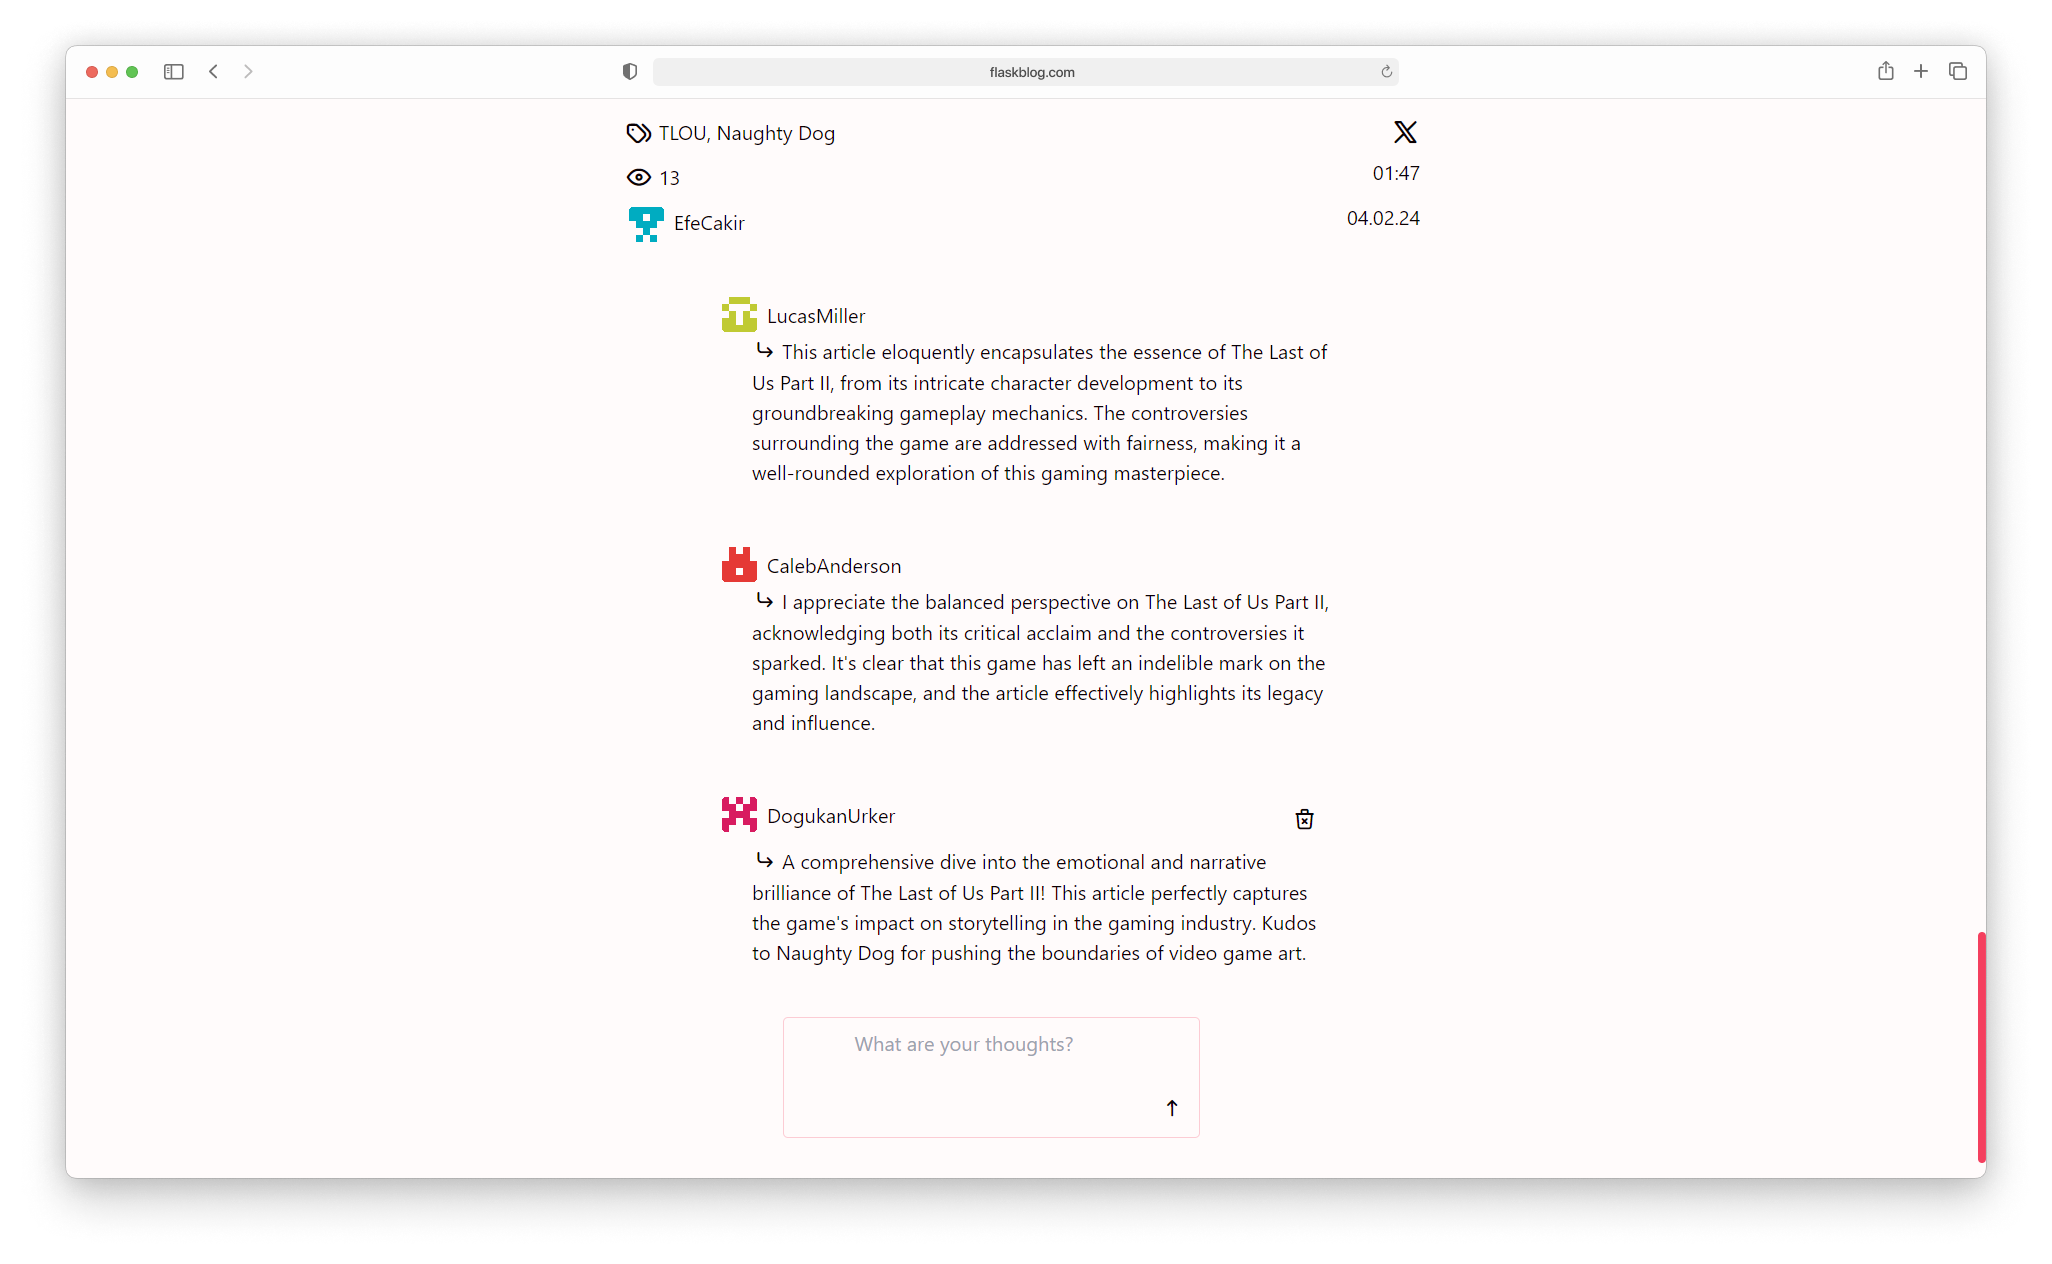 flaskblog.com
TLOU, Naughty Dog
13
01:47
EfeCakir
04.02.24
LucasMiller
This article eloquently encapsulates the essence of The Last of
Us Part II, from its intricate character development to its
groundbreaking gameplay mechanics. The controversies
surrounding the game are addressed with fairness, making it a
well-rounded exploration of this gaming masterpiece.
CalebAnderson
I appreciate the balanced perspective on The Last of Us Part II,
acknowledging both its critical acclaim and the controversies it
sparked. It's clear that this game has left an indelible mark on the
gaming landscape, and the article effectively highlights its legacy
and influence.
DogukanUrker
A comprehensive dive into the emotional and narrative
brilliance of The Last of Us Part II! This article perfectly captures
the game's impact on storytelling in the gaming industry. Kudos
to Naughty Dog for pushing the boundaries of video game art.
What are your thoughts?